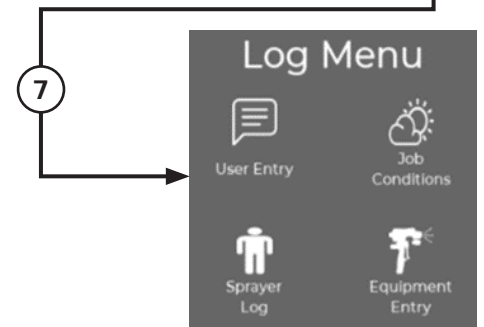 Log Menu
7
User Entry
Job
Conditions
Sprayer
Log
Equipment
Entry